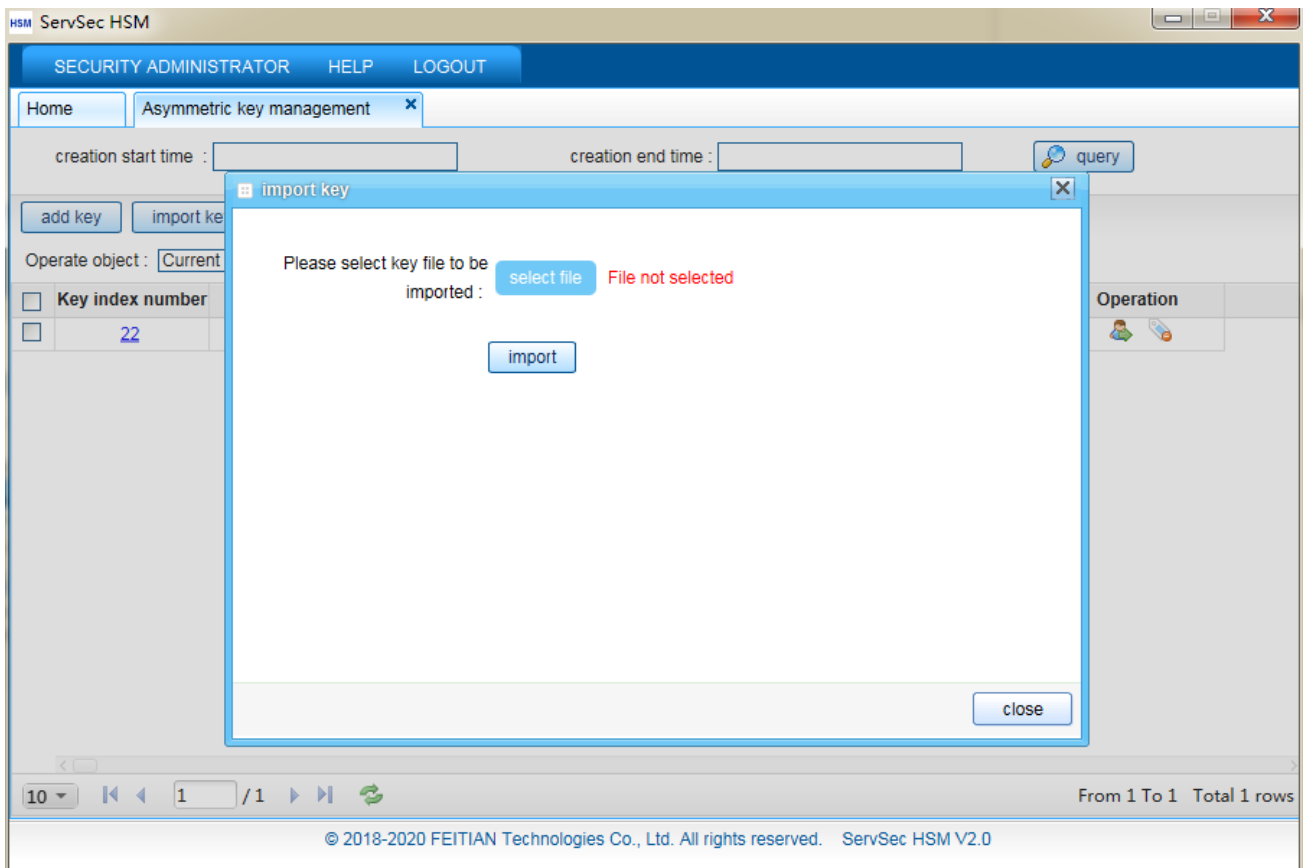 HSM ServSec HSM
SECURITY ADMINISTRATOR HELP LOGOUT
Home Asymmetric key management
creation start time : creation end time : query
import key
add key import ke
Operate object : Current
Please select key file to be
imported : select file File not selected
Key index number Operation
22
import
close
10 1 / 1 From 1 To 1 Total 1 rows
© 2018-2020 FEITIAN Technologies Co., Ltd. All rights reserved. ServSec HSM V2.0